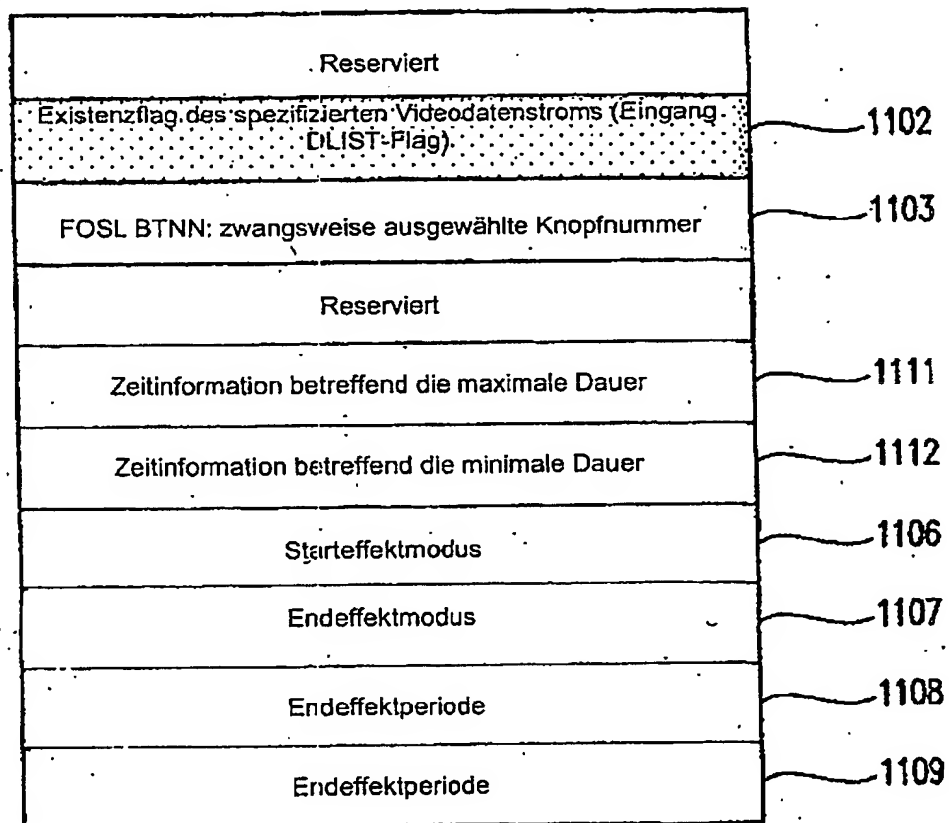 Reserviert
Existenzflag des spezifizierten Videodatenstroms (Eingang
DLIST-Flag).
1102
FOSL BTNN: zwangsweise ausgewählte Knopfnummer
1103
Reserviert
Zeitinformation betreffend die maximale Dauer
1111
Zeitinformation betreffend die minimale Dauer
1112
Starteffektmodus
1106
Endeffektmodus
1107
Endeffektperiode
1108
Endeffektperiode
1109